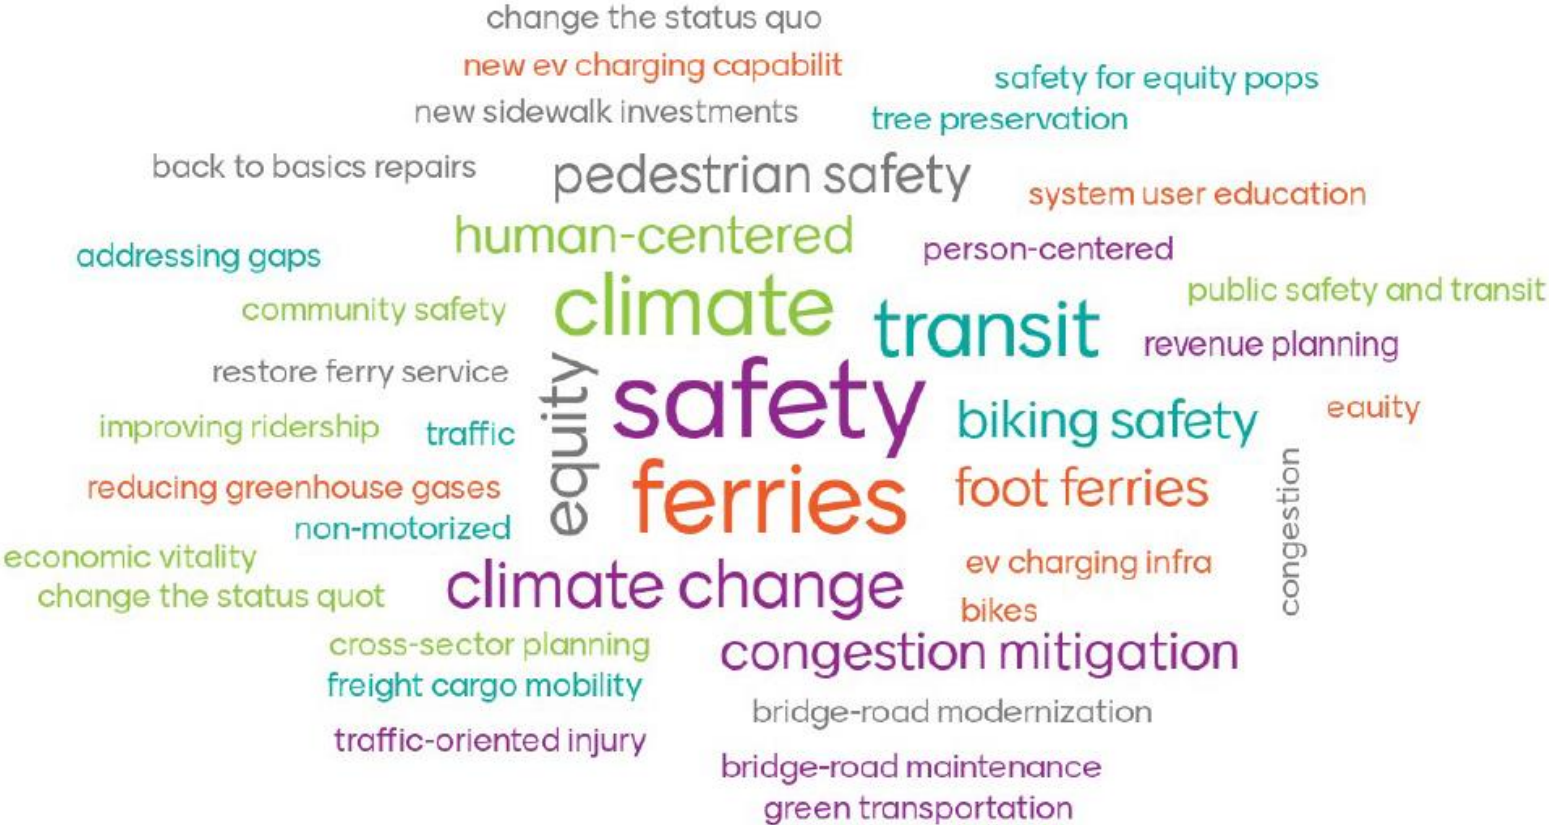 change the status quo
new ev charging capabilit
safety for equity pops
new sidewalk investments
tree preservation
back to basics repairs
pedestrian safety
system user education
human-centered
person-centered
addressing gaps
public safety and transit
community safety
climate
transit
revenue planning
restore ferry service
equity
safety
biking safety
eauity
improving ridership
traffic
reducing greenhouse gases
ferries
foot ferries
congestion
non-motorized
economic vitality
ev charging infra
climate change
change the status quot
bikes
cross-sector planning
congestion mitigation
freight cargo mobility
bridge-road modernization
traffic-oriented injury
bridge-road maintenance
green transportation